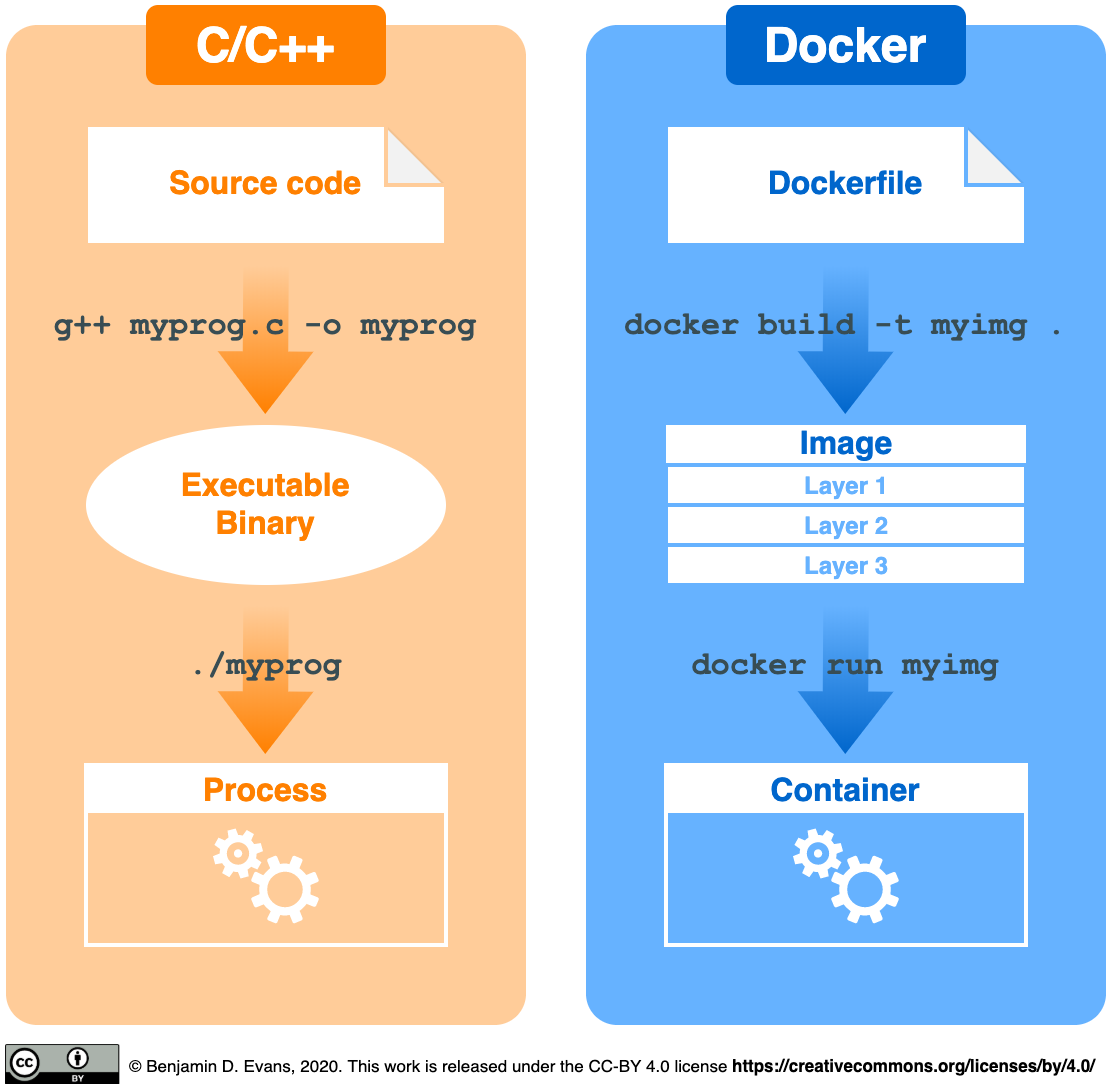 C/C++
Source code
g++ myprog.c -o myprog
Executable
Binary
./myprog
Process
Docker
Dockerfile
docker build -t myimg .
Image
Layer 1
Layer 2
Layer 3
docker run myimg
Container
cc
BY
© Benjamin D. Evans, 2020. This work is released under the CC-BY 4.0 license https://creativecommons.org/licenses/by/4.0/